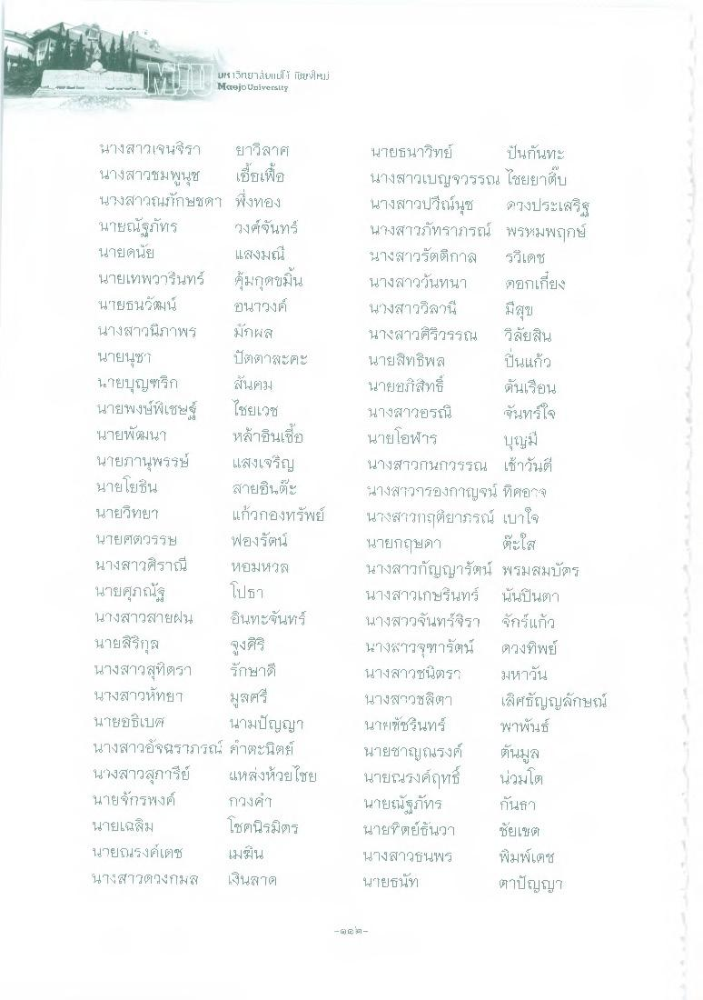 MJU
มหาวิทยาลัยแม่โจ้ เชียงใหม่
Maejo University
นางสาวเจนจิรา ยาวิลาศ
นางสาวชมพูนุช เอื้อเฟื้อ
นางสาวณภักษชดา พึ่งทอง
นายณัฐภัทร วงค์จันทร์
นายดนัย แสงมณี
นายเทพวารินทร์ คุ้มกุดขมิ้น
นายธนวัฒน์ อนาวงค์
นางสาวนิภาพร มักผล
นายนุชา ปัตตาละคะ
นายบุญฑริก สันคม
นายพงษ์พิเชษฐ์ ไชยเวช
นายพัฒนา หล้าอินเชื้อ
นายภานุพรรษ์ แสงเจริญ
นายโยธิน สายอินต๊ะ
นายวิทยา แก้วกองทรัพย์
นายศตวรรษ ฟองรัตน์
นางสาวศิราณี หอมหวล
นายศุภณัฐ โปธา
นางสาวสายฝน อินทะจันทร์
นายสิริกุล จูงศิริ
นางสาวสุทิตรา รักษาดี
นางสาวหัทยา มูลศรี
นายอธิเบศ นามปัญญา
นางสาวอัจฉราภรณ์ คำตะนิตย์
นางสาวสุภารีย์ แหล่งห้วยไชย
นายจักรพงค์ กวงคำ
นายเฉลิม โชคนิรมิตร
นายณรงค์เดช เมฆิน
นางสาวดวงกมล เงินลาด
นายธนาวิทย์ ปันกันทะ
นางสาวเบญจวรรณ ไชยยาติ๊บ
นางสาวปวีณ์นุช ดวงประเสริฐ
นางสาวภัทราภรณ์ พรหมพฤกษ์
นางสาวรัตติกาล รวิเดช
นางสาววันทนา ดอกเกี๋ยง
นางสาววิลานี มีสุข
นางสาวศิริวรรณ วิลัยสิน
นายสิทธิพล ปิ่นแก้ว
นายอภิสิทธิ์ ตันเรือน
นางสาวอรณิ จันทร์ใจ
นายโอฬาร บุญมี
นางสาวกนกวรรณ เช้าวันดี
นางสาวกรองกาญจน์ ทิศอาจ
นางสาวกฤติยาภรณ์ เบาใจ
นายกฤษดา ต๊ะใส
นางสาวกัญญารัตน์ พรมสมบัตร
นางสาวเกษรินทร์ นันปินตา
นางสาวจันทร์จิรา จักร์แก้ว
นางสาวจุฑารัตน์ ดวงทิพย์
นางสาวชนิตรา มหาวัน
นางสาวชลิตา เลิศธัญญลักษณ์
นายชัชรินทร์ พาพันธ์
นายชาญณรงค์ ตันมูล
นายณรงค์ฤทธิ์ น่วมโต
นายณัฐภัทร กันธา
นายทิตย์ธันวา ชัยเขต
นางสาวธนพร พิมพ์เดช
นายธนัท ตาปัญญา
-๑๔๒-